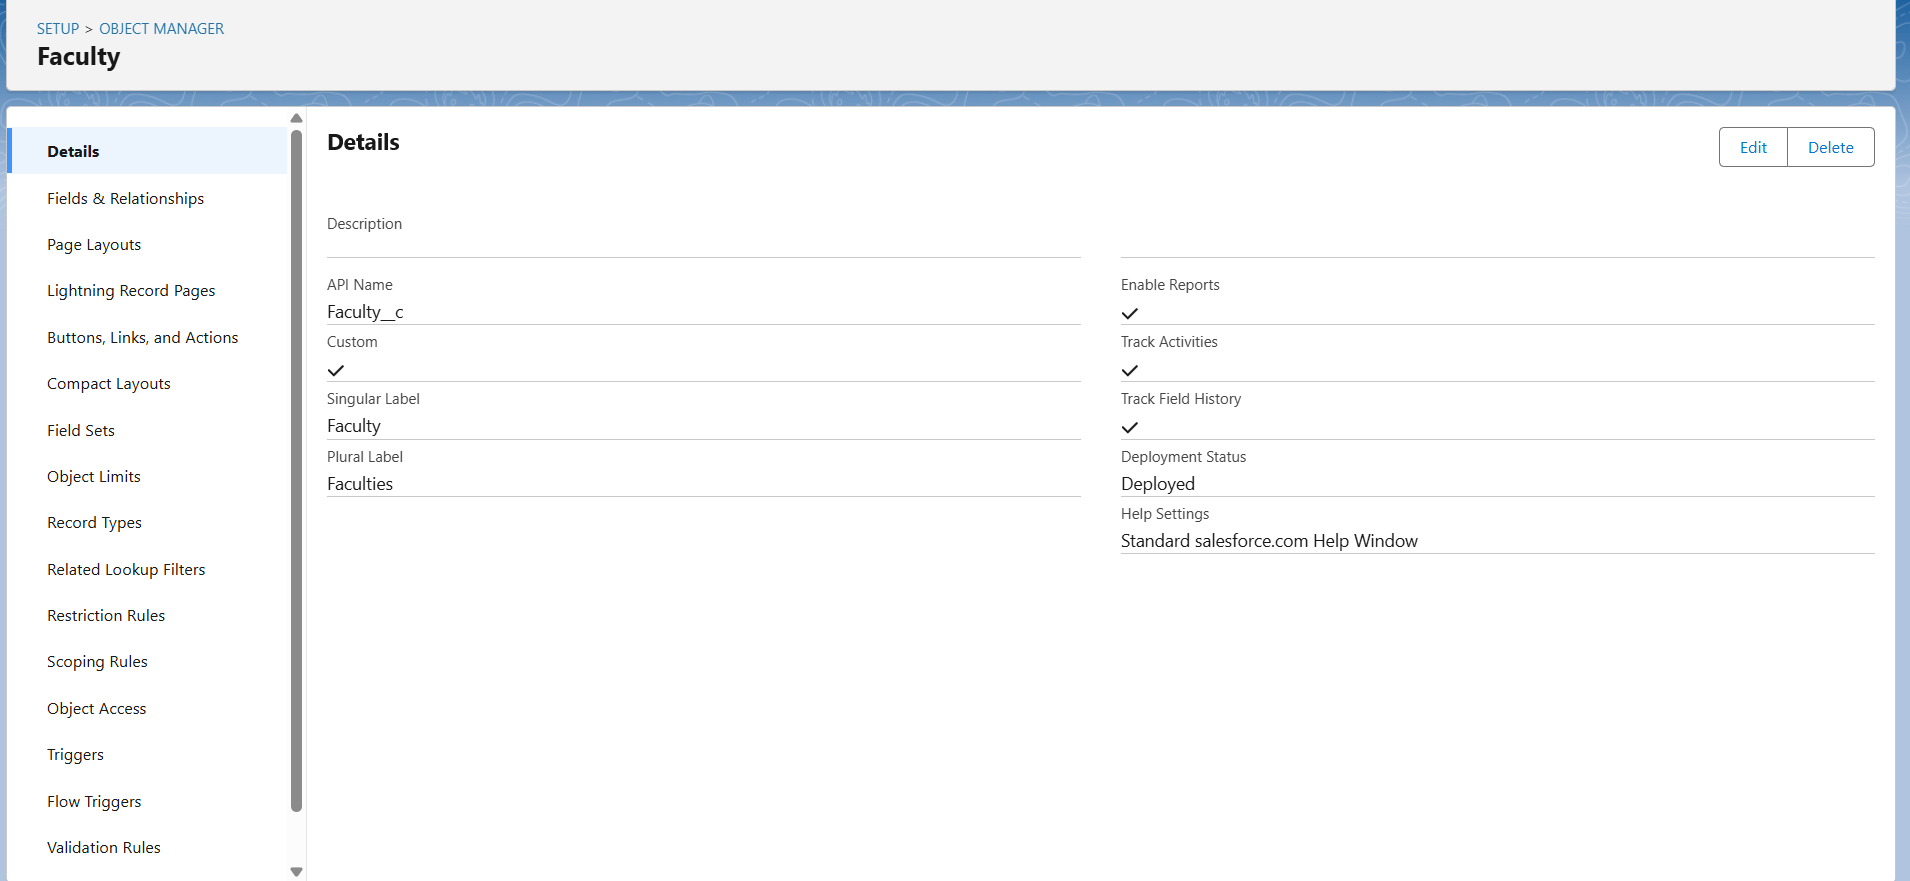 SETUP > OBJECT MANAGER
Faculty
Details
Fields & Relationships
Page Layouts
Lightning Record Pages
Buttons, Links, and Actions
Compact Layouts
Field Sets
Object Limits
Record Types
Related Lookup Filters
Restriction Rules
Scoping Rules
Object Access
Triggers
Flow Triggers
Validation Rules
Details
Edit
Delete
Description
API Name
Faculty__c
Custom
Singular Label
Faculty
Plural Label
Faculties
Enable Reports
Track Activities
Track Field History
Deployment Status
Deployed
Help Settings
Standard salesforce.com Help Window